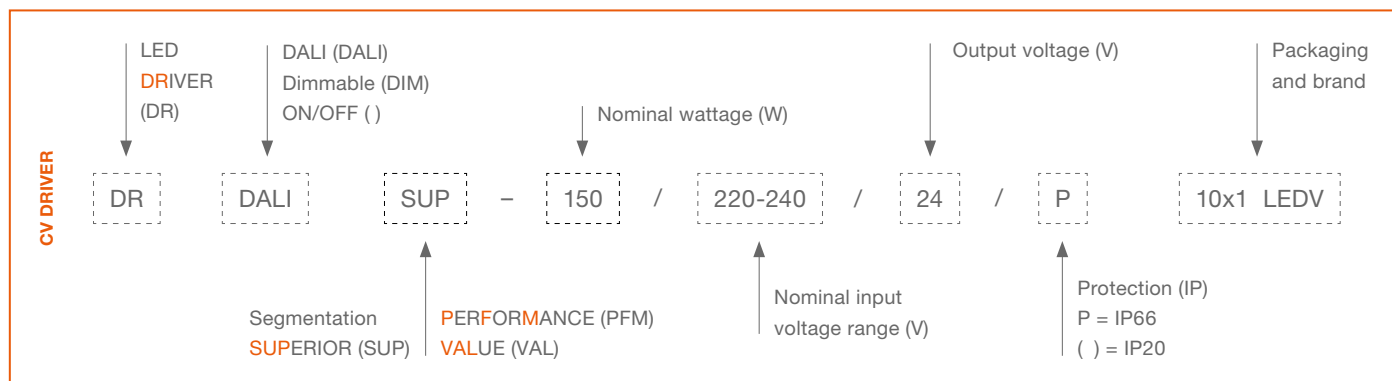 LED
DRIVER
(DR)
DALI (DALI)
Dimmable (DIM)
ON/OFF ( )
Nominal wattage (W)
Output voltage (V)
Packaging
and brand
CV DRIVER
DR DALI SUP – 150 / 220-240 / 24 / P 10x1 LEDV
Segmentation
SUPERIOR (SUP)
PERFORMANCE (PFM)
VALUE (VAL)
Nominal input
voltage range (V)
Protection (IP)
P = IP66
( ) = IP20